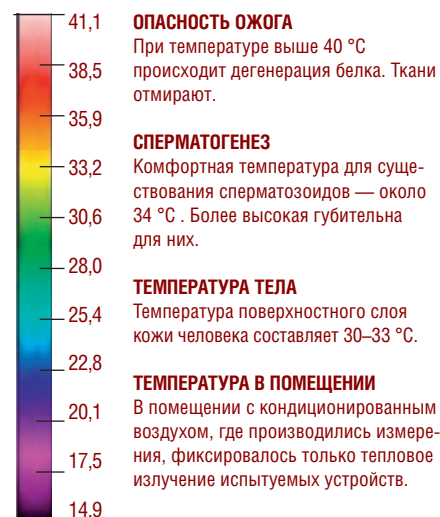 41,1
38,5
35,9
33,2
30,6
28,0
25,4
22,8
20,1
17,5
14,9
ОПАСНОСТЬ ОЖОГА
При температуре выше 40 °C
происходит дегенерация белка. Ткани
отмирают.
СПЕРМАТОГЕНЕЗ
Комфортная температура для суще-
ствования сперматозоидов — около
34 °C . Более высокая губительна
для них.
ТЕМПЕРАТУРА ТЕЛА
Температура поверхностного слоя
кожи человека составляет 30–33 °C.
ТЕМПЕРАТУРА В ПОМЕЩЕНИИ
В помещении с кондиционированным
воздухом, где производились измере-
ния, фиксировалось только тепловое
излучение испытуемых устройств.